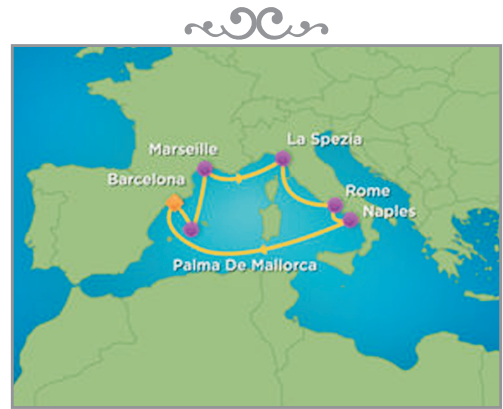 La Spezia
Marseille
Barcelona
Rome
Naples
Palma De Mallorca